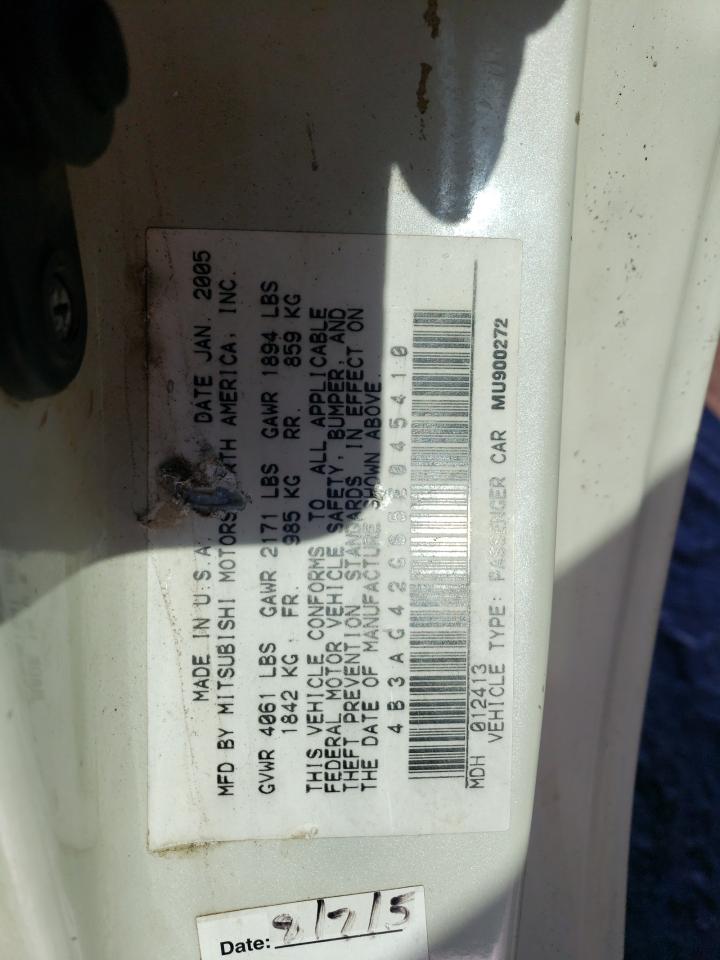 MADE IN U.S.A. DATE JAN. 2005
MFD BY MITSUBISHI MOTORS AMERICA, INC.
GVWR 4061 LBS GAWR 2171 LBS GAWR 1894 LBS
1842 KG FR. 985 KG RR. 859 KG
THIS VEHICLE CONFORMS TO ALL APPLICABLE
FEDERAL MOTOR VEHICLE SAFETY, BUMPER, AND
THEFT PREVENTION STANDARDS IN EFFECT ON
THE DATE OF MANUFACTURE SHOWN ABOVE.
4B3AG42G65E045410
MDH 012413
VEHICLE TYPE: PASSENGER CAR MU900272
Date: 8/7/5